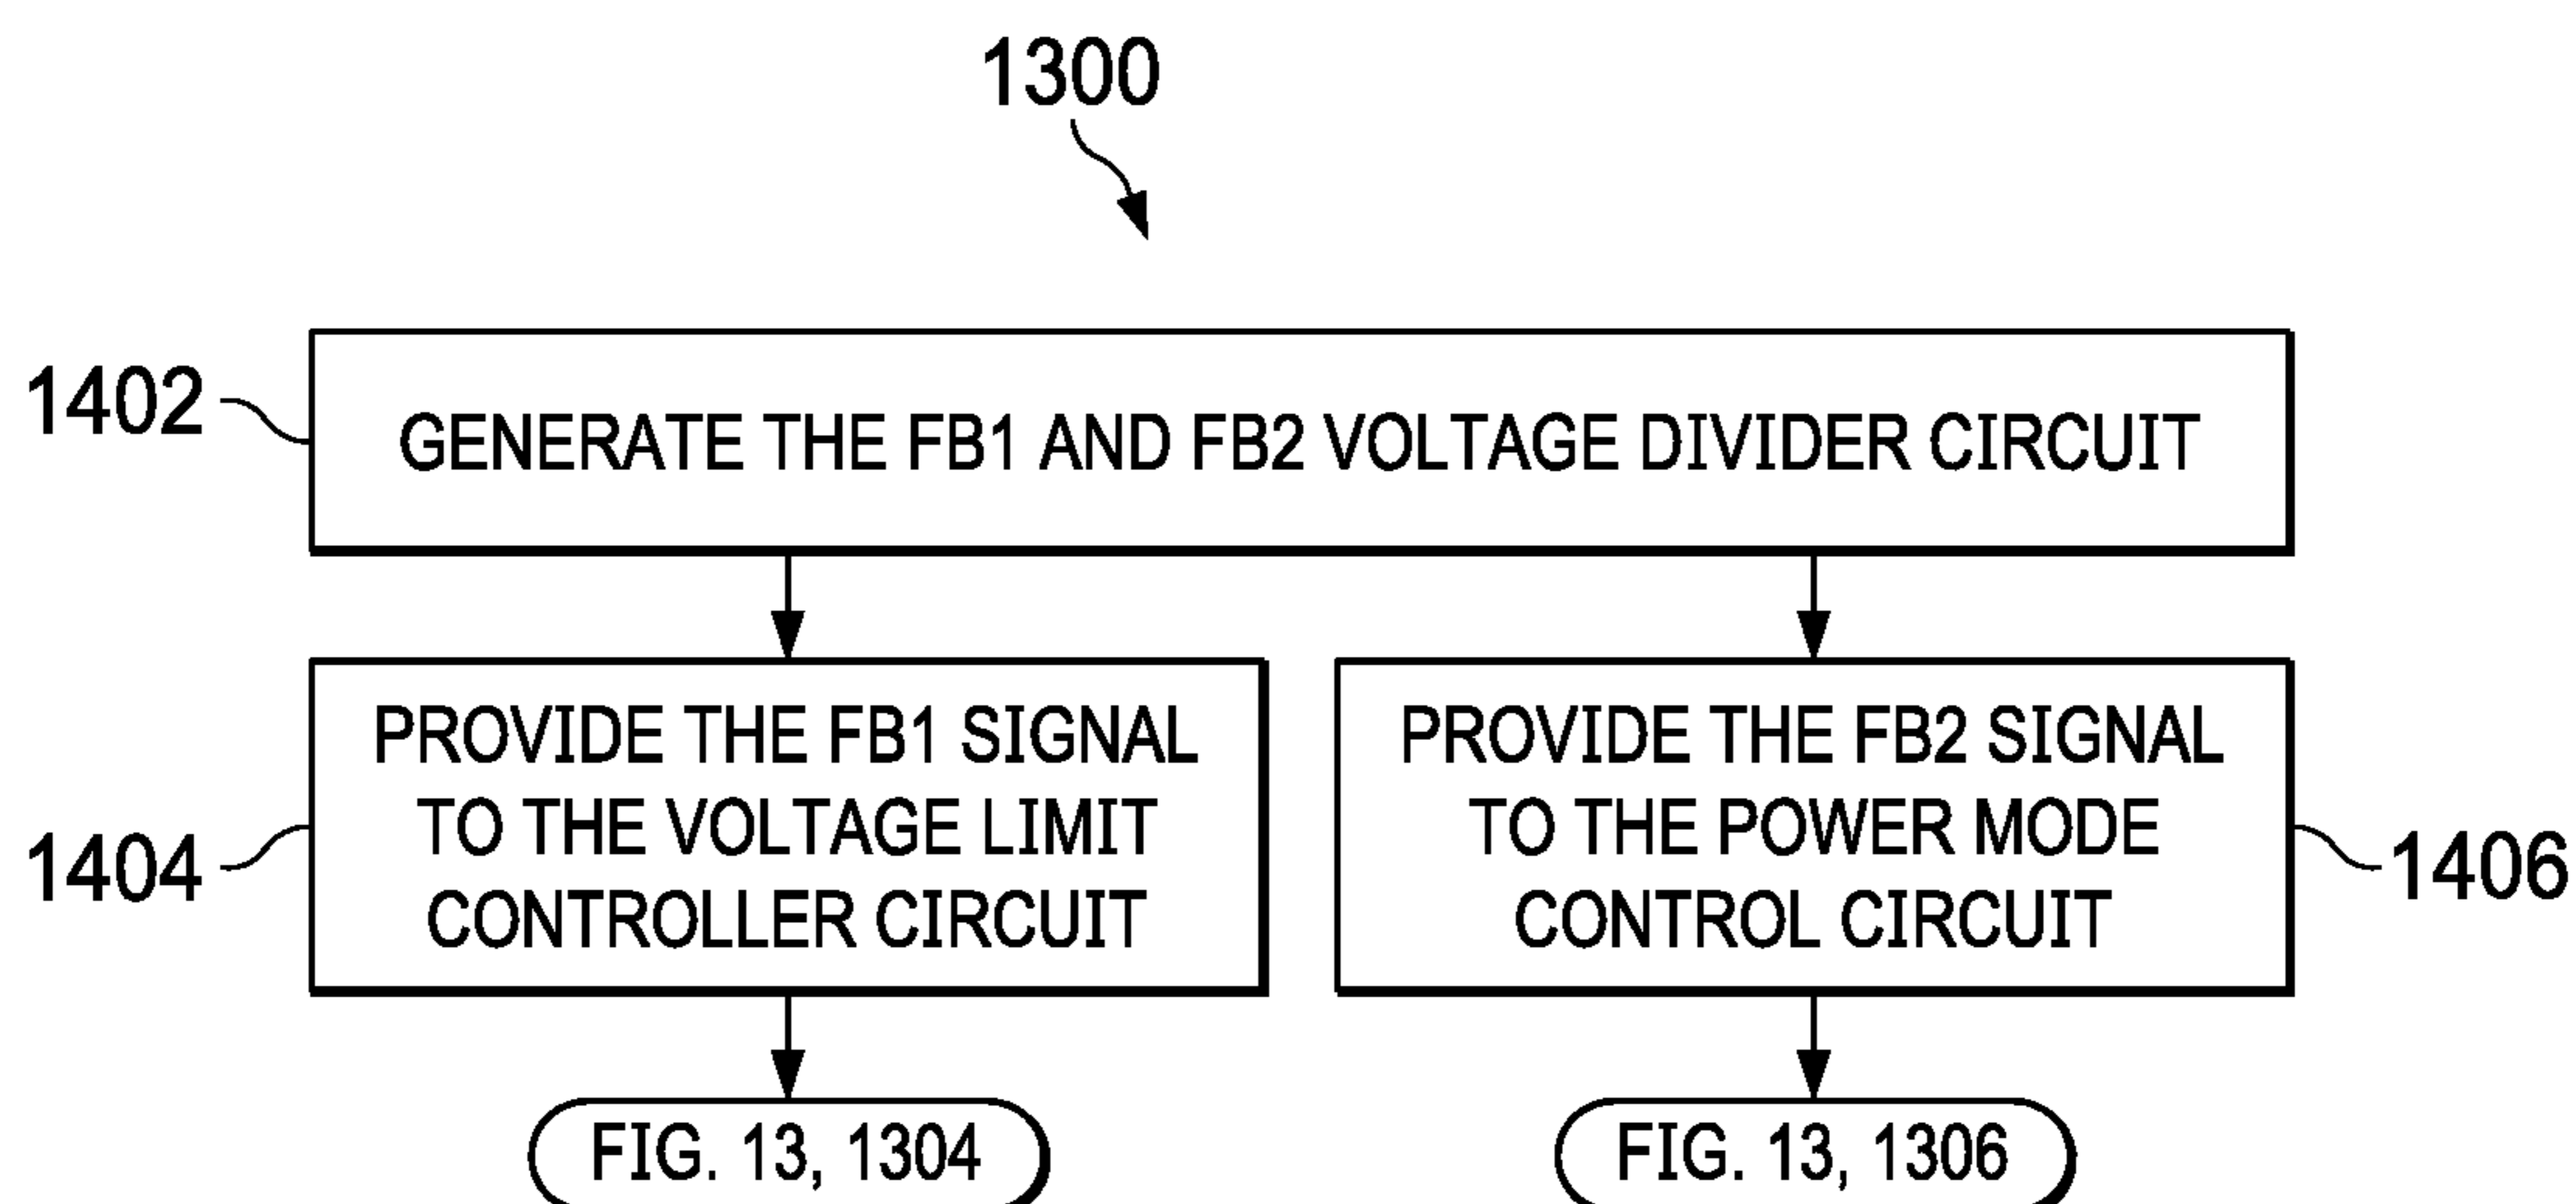 1300
1402
GENERATE THE FB1 AND FB2 VOLTAGE DIVIDER CIRCUIT
1404
PROVIDE THE FB1 SIGNAL
TO THE VOLTAGE LIMIT
CONTROLLER CIRCUIT
PROVIDE THE FB2 SIGNAL
TO THE POWER MODE
CONTROL CIRCUIT
1406
FIG. 13, 1304
FIG. 13, 1306